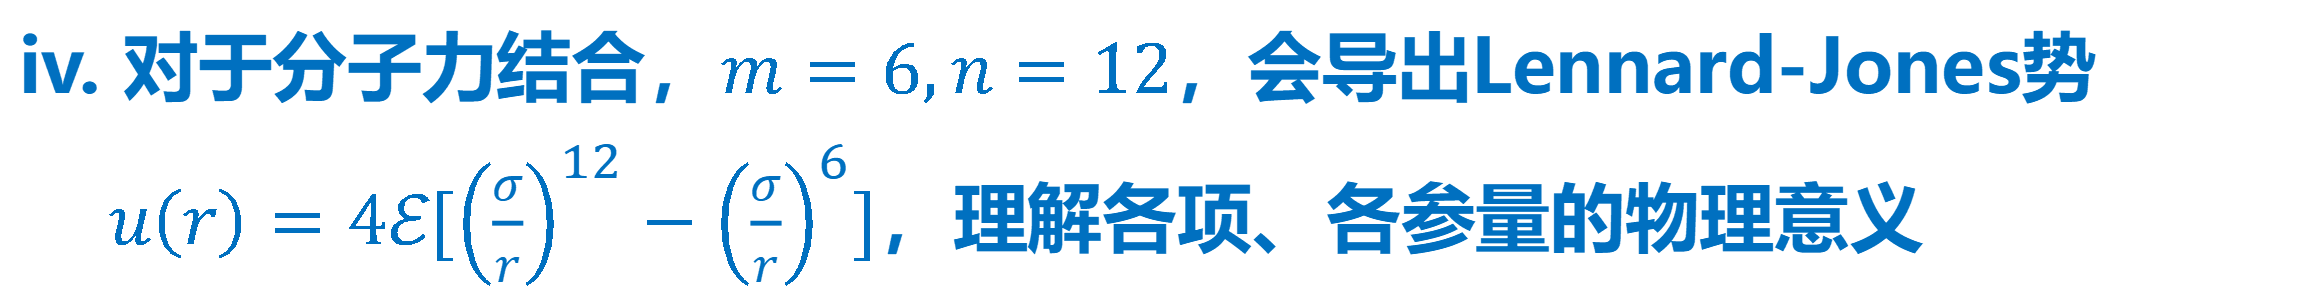 iv. 对于分子力结合，m = 6, n = 12，会导出Lennard-Jones势
u(r) = 4ℰ[(σ/r)^12 − (σ/r)^6]，理解各项、各参量的物理意义